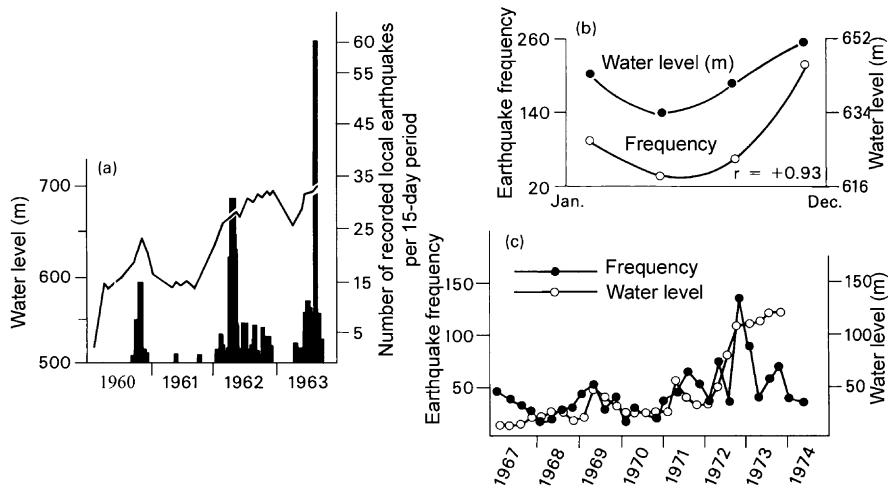 (a)
Water level (m)
700
600
500
1960 1961 1962 1963
60
55
45
35
25
15
5
Number of recorded local earthquakes
per 15-day period
(b)
Earthquake frequency
260
140
20
Water level (m)
Frequency
r = +0.93
Jan. Dec.
652
634
616
Water level (m)
(c)
Frequency
Water level
Earthquake frequency
150
100
50
1967 1968 1969 1970 1971 1972 1973 1974
150
100
50
Water level (m)